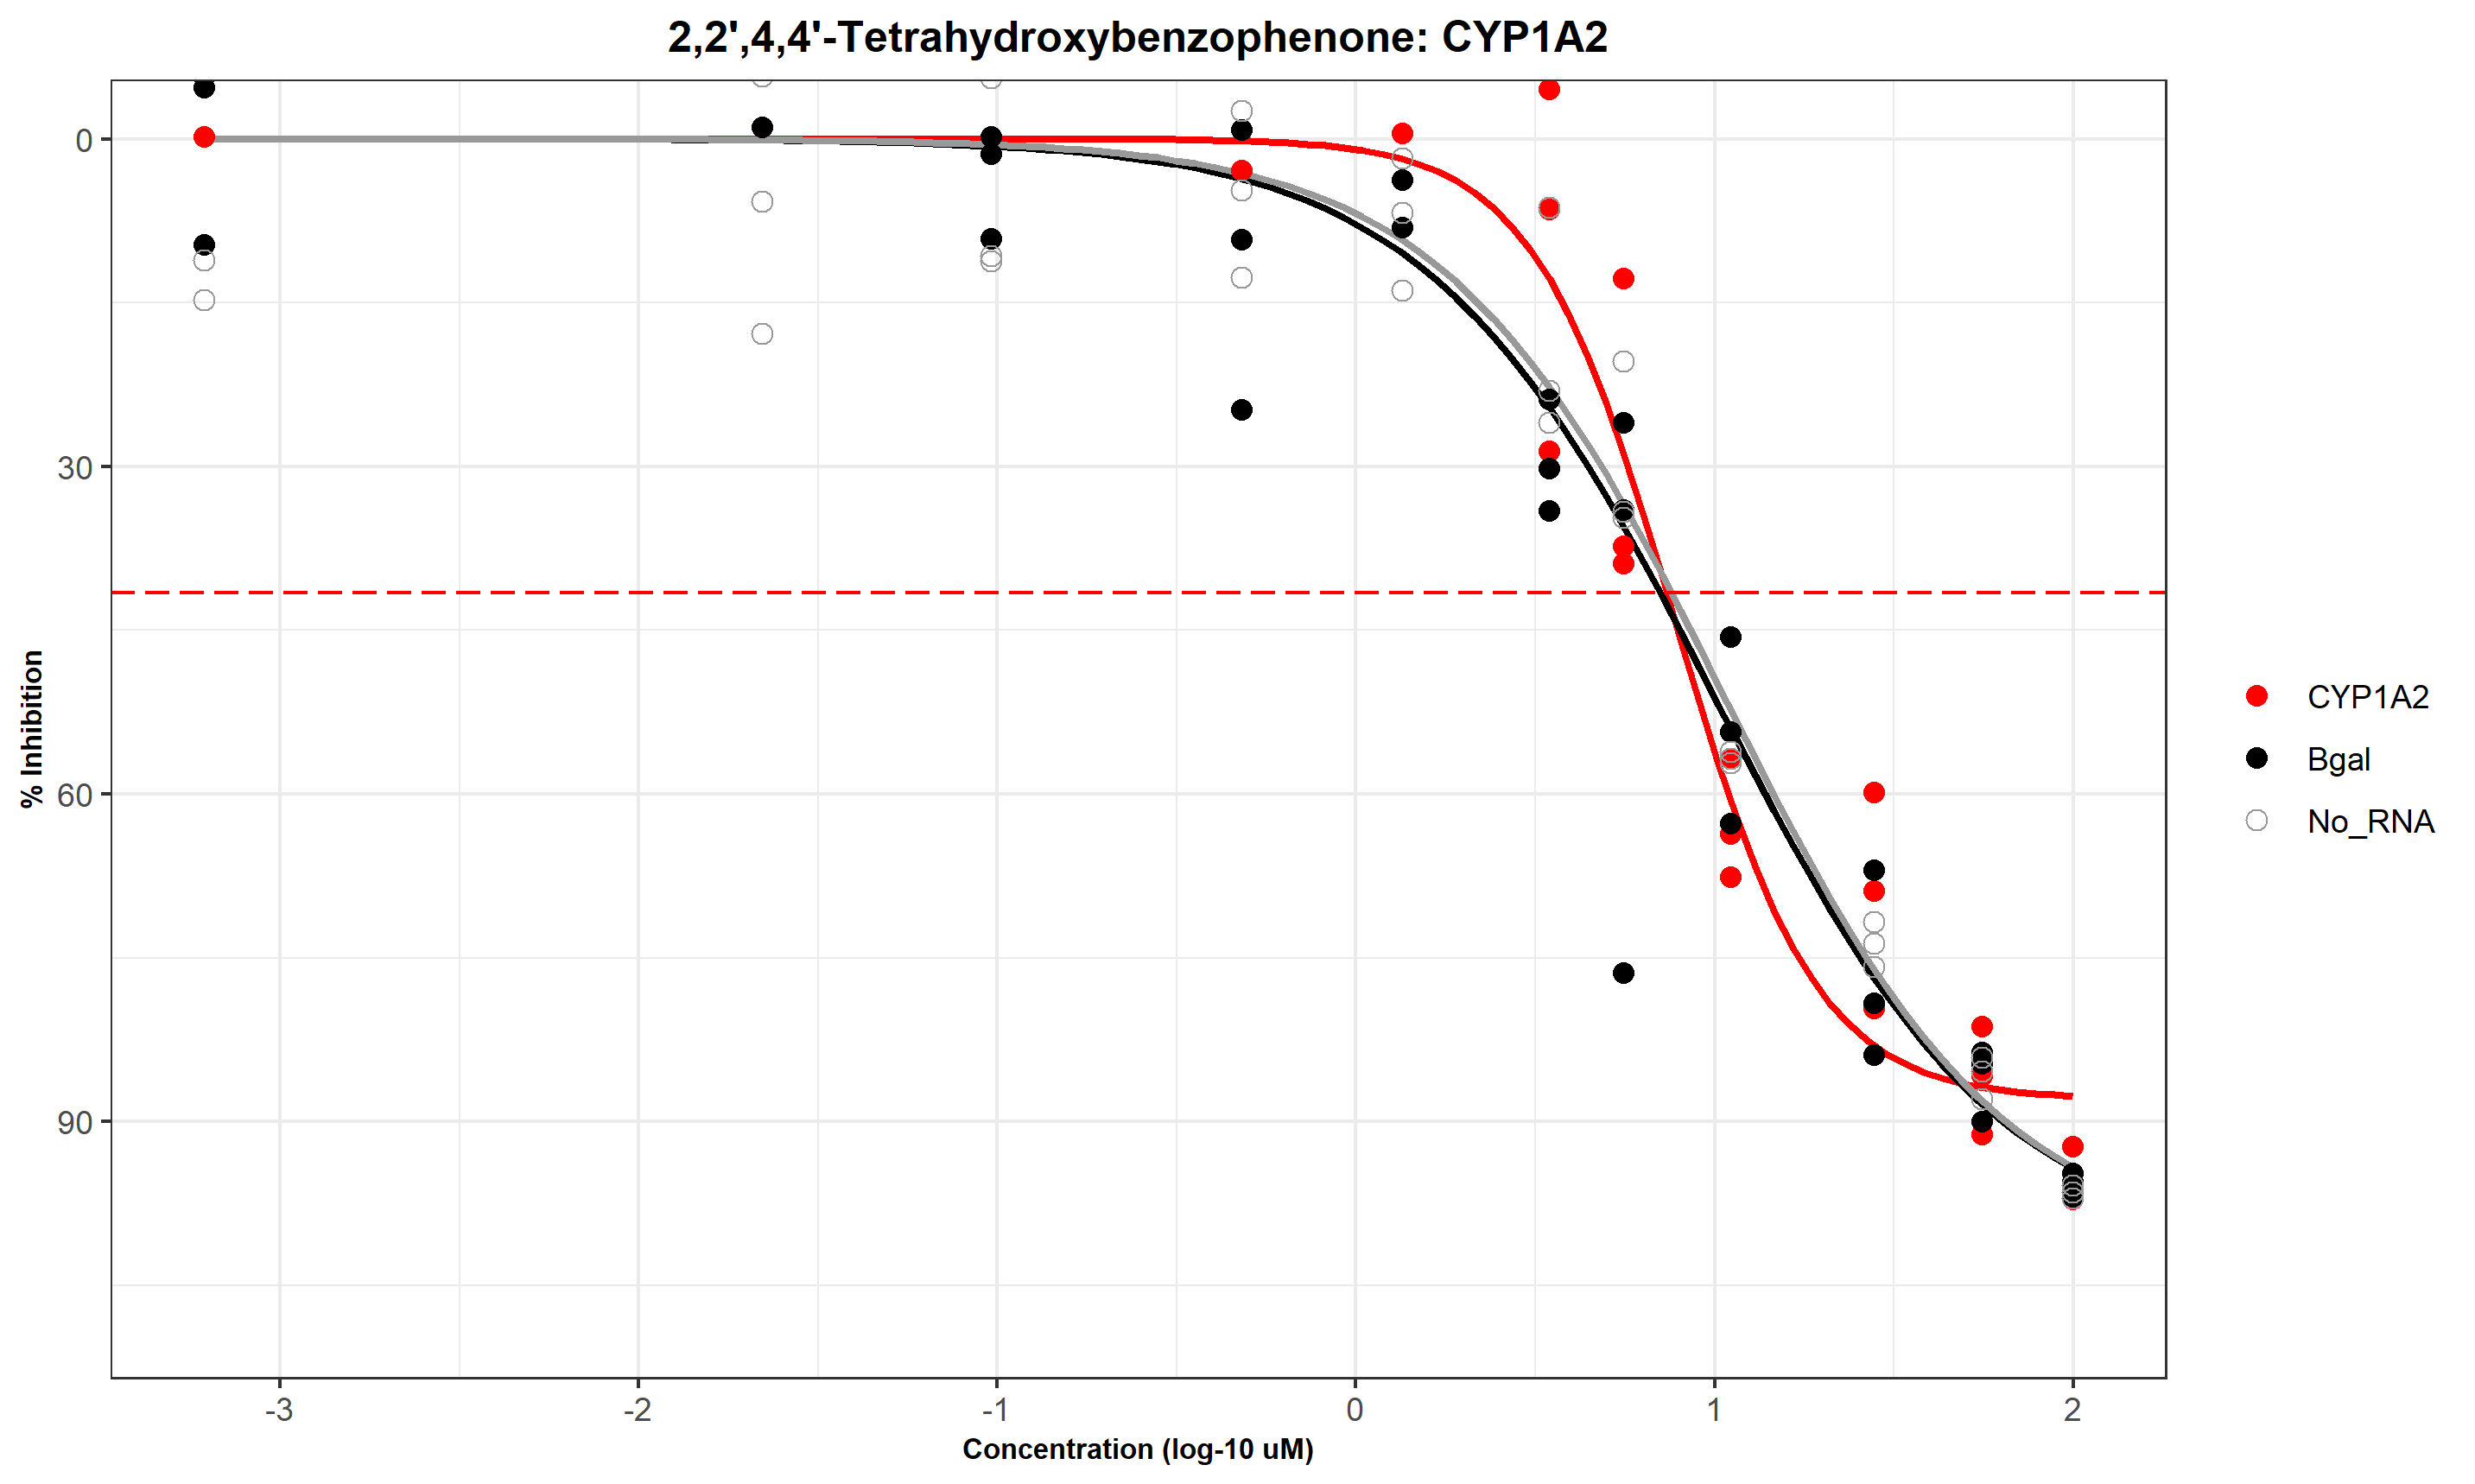 2,2',4,4'-Tetrahydroxybenzophenone: CYP1A2
% Inhibition
0
30
60
90
-3
-2
-1
0
1
2
Concentration (log-10 uM)
CYP1A2
Bgal
No_RNA